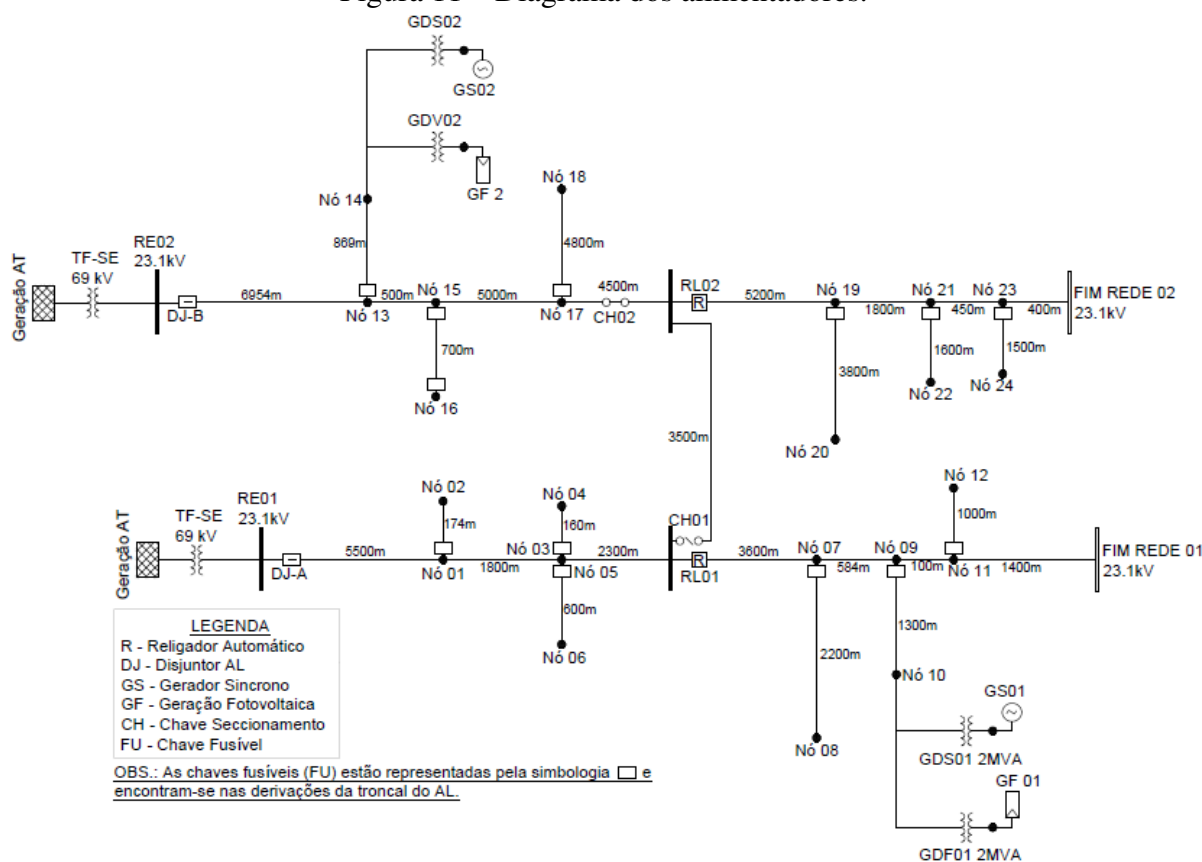 Figura 11 – Diagrama dos alimentadores.
GDS02
GS02
GDV02
GF 2
Nó 18
Nó 14
869m
4800m
Geração AT
TF-SE
69 kV
RE02
23.1kV
DJ-B
6954m
Nó 13
500m
Nó 15
5000m
Nó 17
4500m
CH02
RL02
R
5200m
Nó 19
1800m
Nó 21
450m
Nó 23
400m
FIM REDE 02
23.1kV
700m
Nó 16
3800m
1600m
1500m
Nó 22
Nó 24
Nó 20
3500m
Geração AT
TF-SE
69 kV
RE01
23.1kV
DJ-A
5500m
Nó 02
174m
Nó 01
1800m
Nó 04
160m
Nó 03
Nó 05
2300m
600m
Nó 06
CH01
R
RL01
3600m
Nó 07
584m
Nó 09
100m
Nó 12
1000m
Nó 11
1400m
FIM REDE 01
23.1kV
2200m
Nó 08
1300m
Nó 10
GS01
GDS01 2MVA
GF 01
GDF01 2MVA
LEGENDA
R - Religador Automático
DJ - Disjuntor AL
GS - Gerador Sincrono
GF - Geração Fotovoltaica
CH - Chave Seccionamento
FU - Chave Fusível
OBS.: As chaves fusíveis (FU) estão representadas pela simbologia e
encontram-se nas derivações da troncal do AL.